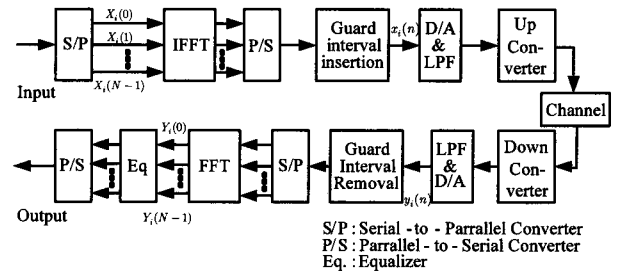 X_i(0)
X_i(1)
X_i(N-1)
Input
S/P
IFFT
P/S
Guard
interval
insertion
x_i(n)
D/A
&
LPF
Up
Con-
verter
Channel
Down
Con-
verter
LPF
&
D/A
y_i(n)
Guard
Interval
Removal
S/P
FFT
Y_i(0)
Y_i(N-1)
Eq
P/S
Output
S/P : Serial - to - Parrallel Converter
P/S : Parrallel - to - Serial Converter
Eq. : Equalizer